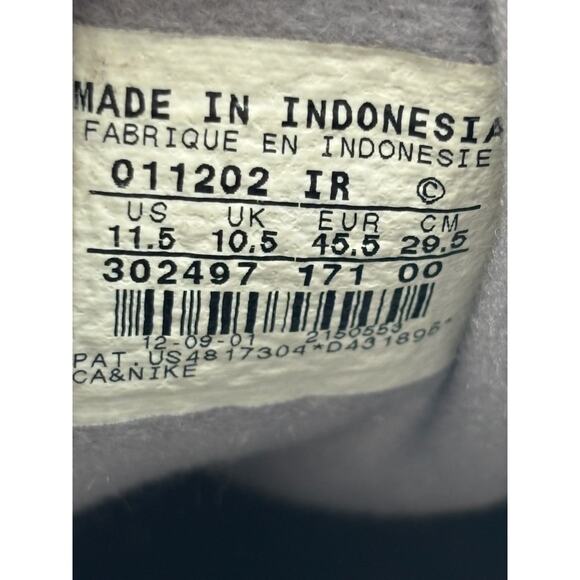 MADE IN INDONESIA
FABRIQUE EN INDONESIE
011202 IR ©
US UK EUR CM
11.5 10.5 45.5 29.5
302497 171 00
12-09-01 2150553
PAT. US4817304*D431896*
CA&NIKE